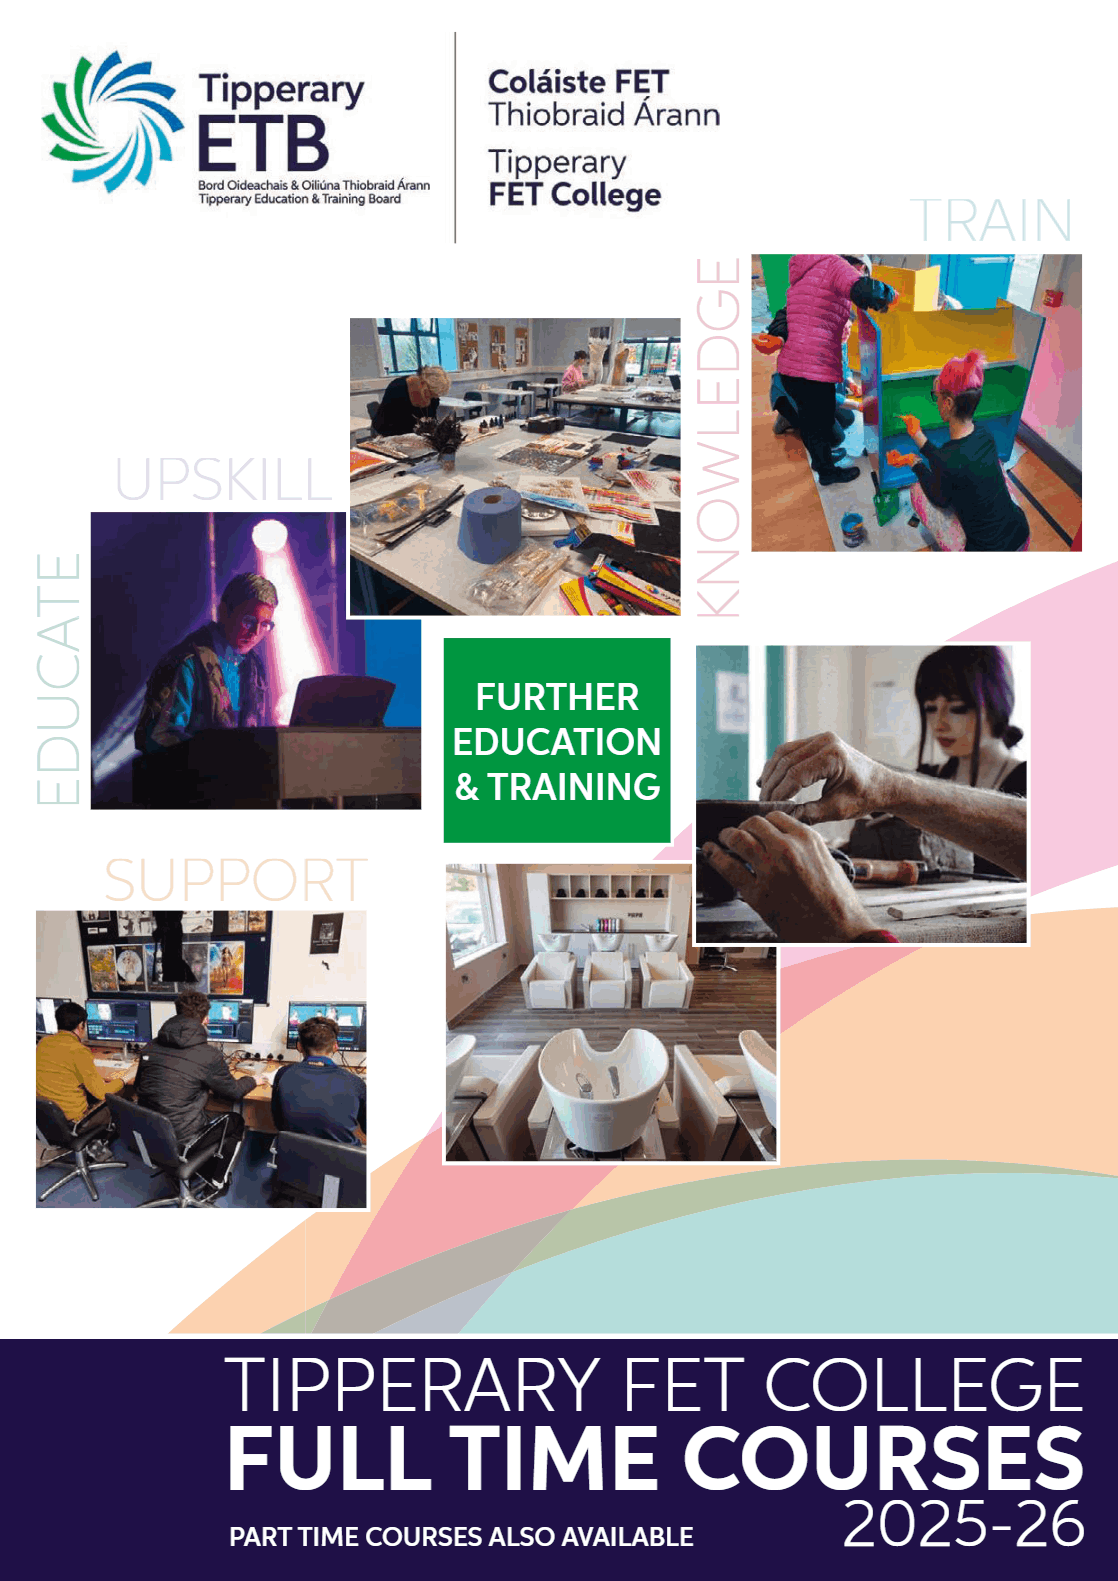 Tipperary
ETB
Bord Oideachais & Oiliúna Thiobraid Árann
Tipperary Education & Training Board
Coláiste FET
Thiobraid Árann
Tipperary
FET College
TRAIN
KNOWLEDGE
UPSKILL
EDUCATE
FURTHER
EDUCATION
& TRAINING
SUPPORT
TIPPERARY FET COLLEGE
FULL TIME COURSES
2025-26
PART TIME COURSES ALSO AVAILABLE